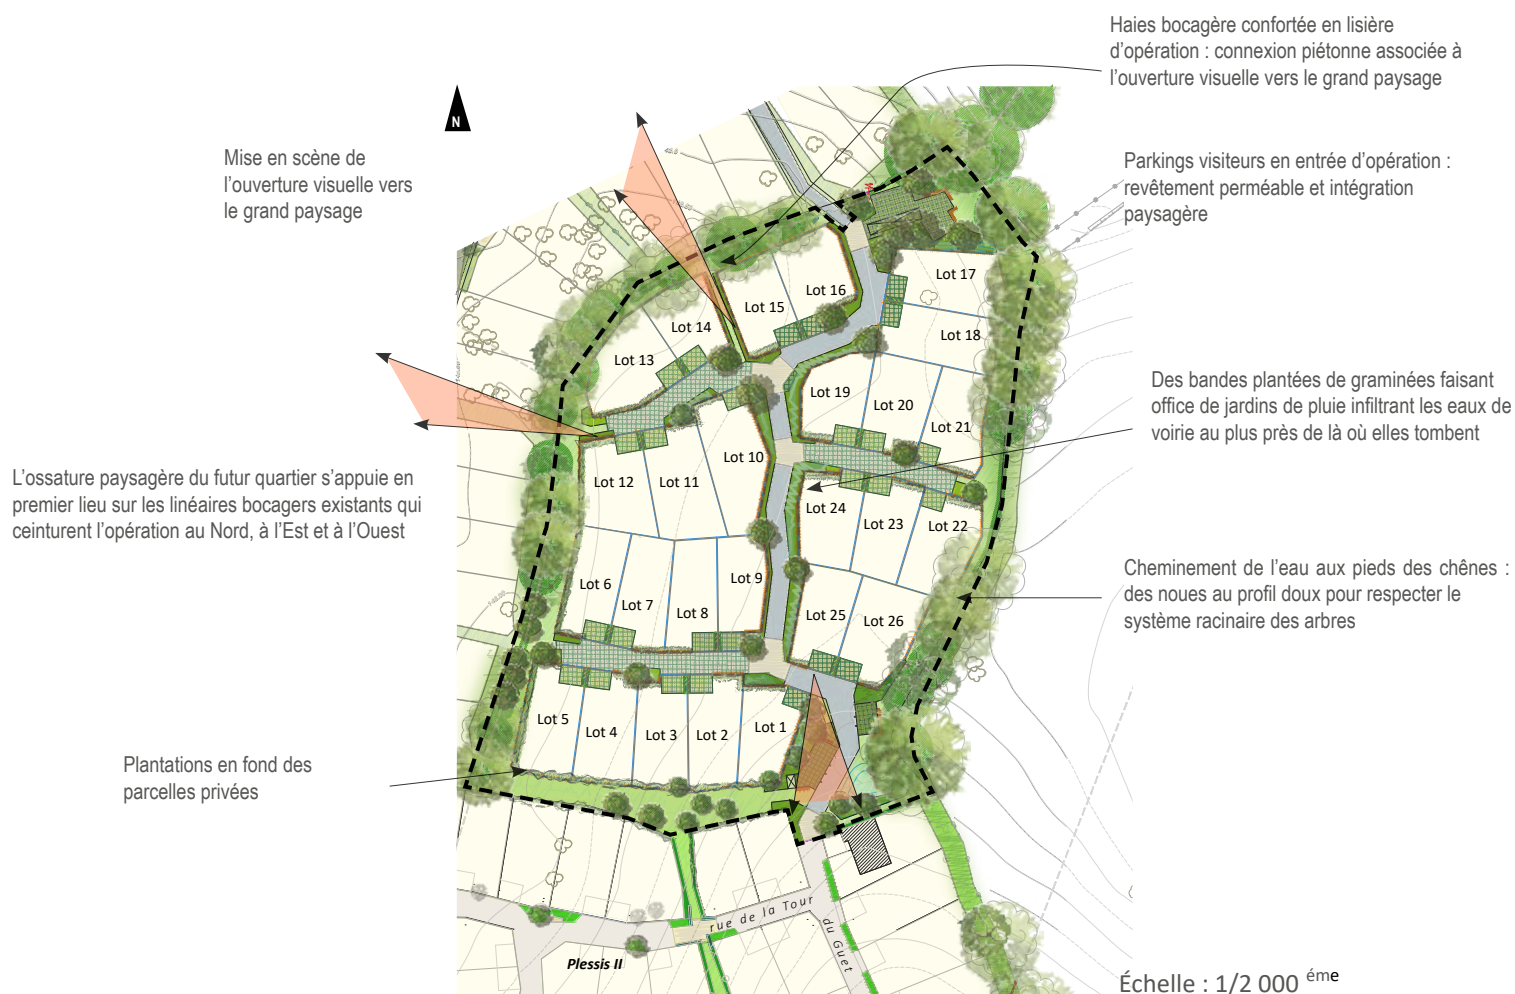 Haies bocagère confortée en lisière
d'opération : connexion piétonne associée à
l'ouverture visuelle vers le grand paysage
N
Mise en scène de
l'ouverture visuelle vers
le grand paysage
Parkings visiteurs en entrée d'opération :
revêtement perméable et intégration
paysagère
Lot 17
Lot 16
Lot 15
Lot 14
Lot 18
Lot 13
Lot 19
Lot 20
Lot 21
Des bandes plantées de graminées faisant
office de jardins de pluie infiltrant les eaux de
voirie au plus près de là où elles tombent
L'ossature paysagère du futur quartier s'appuie en
premier lieu sur les linéaires bocagers existants qui
ceinturent l'opération au Nord, à l'Est et à l'Ouest
Lot 10
Lot 12
Lot 11
Lot 24
Lot 23
Lot 22
Cheminement de l'eau aux pieds des chênes :
des noues au profil doux pour respecter le
système racinaire des arbres
Lot 6
Lot 7
Lot 8
Lot 9
Lot 25
Lot 26
Lot 5
Lot 4
Lot 3
Lot 2
Lot 1
Plantations en fond des
parcelles privées
rue de la Tour
du Guet
Plessis II
Échelle : 1/2 000 éme